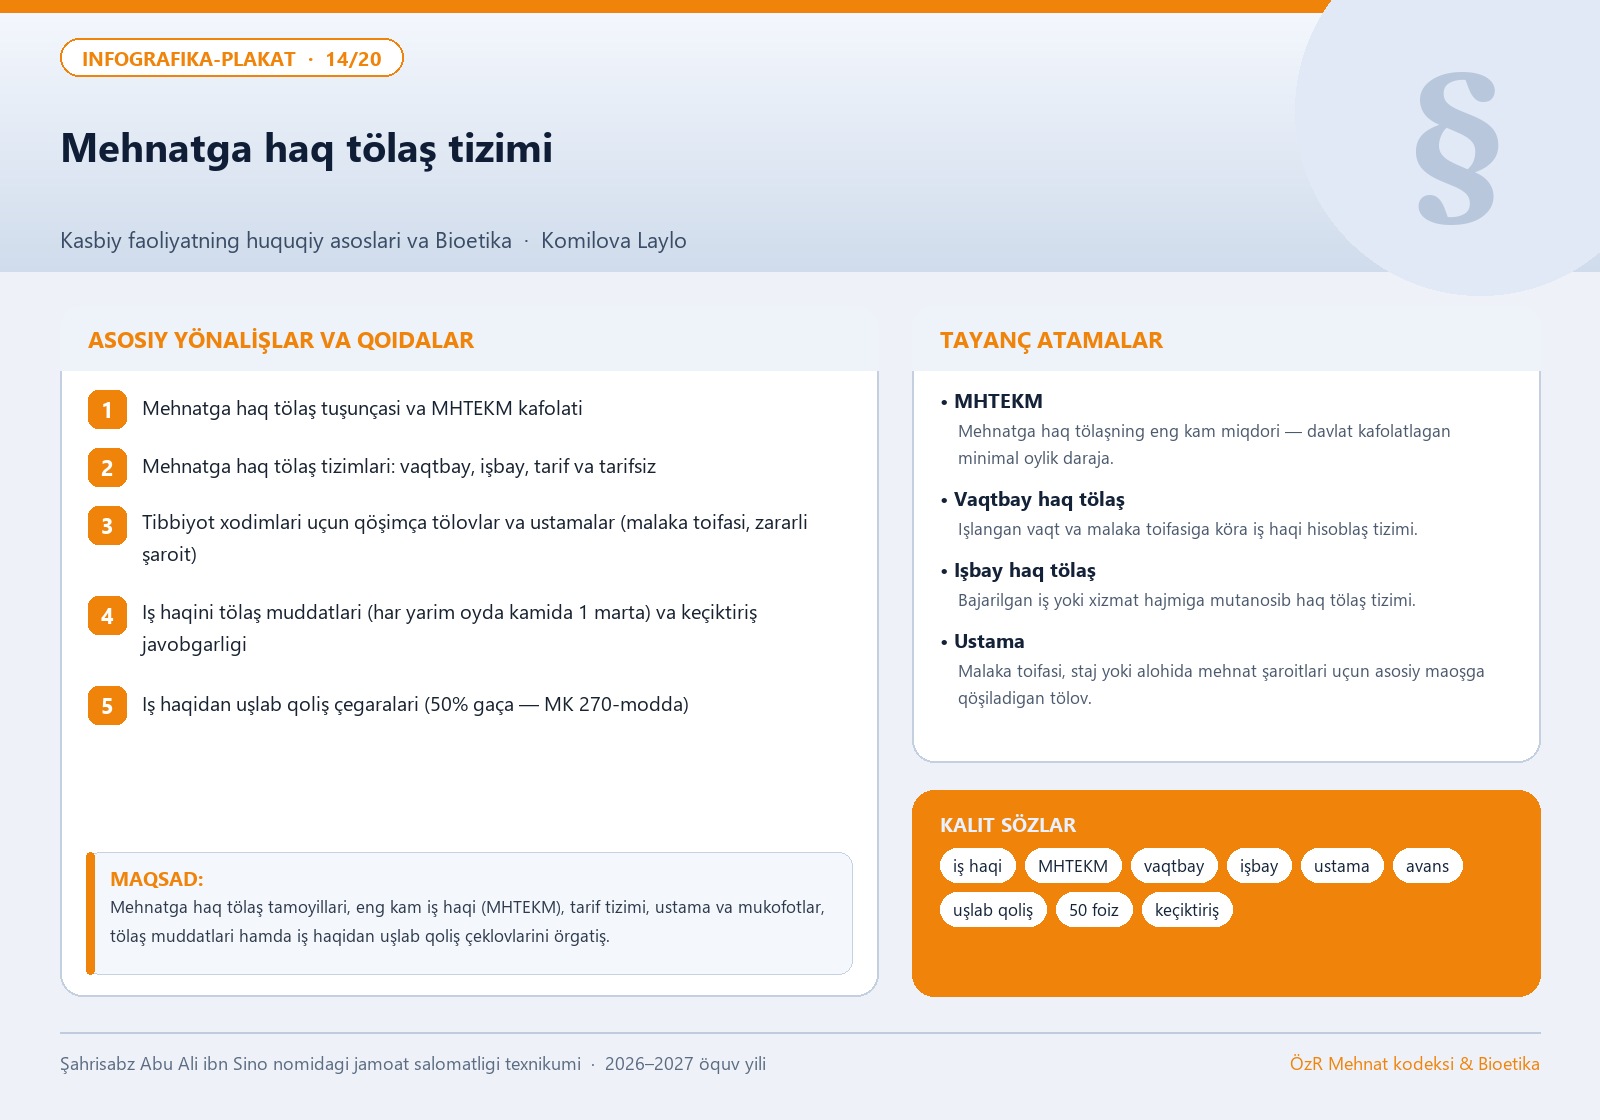 INFOGRAFIKA-PLAKAT · 14/20
§
Mehnatga haq tölaş tizimi
Kasbiy faoliyatning huquqiy asoslari va Bioetika · Komilova Laylo
ASOSIY YÖNALİŞLAR VA QOIDALAR
1 Mehnatga haq tölaş tuşunçasi va MHTEKM kafolati
2 Mehnatga haq tölaş tizimlari: vaqtbay, işbay, tarif va tarifsiz
3 Tibbiyot xodimlari uçun qöşimça tölovlar va ustamalar (malaka toifasi, zararli
şaroit)
4 Iş haqini tölaş muddatlari (har yarim oyda kamida 1 marta) va keçiktiriş
javobgarligi
5 Iş haqidan uşlab qoliş çegaralari (50% gaça — MK 270-modda)
MAQSAD:
Mehnatga haq tölaş tamoyillari, eng kam iş haqi (MHTEKM), tarif tizimi, ustama va mukofotlar,
tölaş muddatlari hamda iş haqidan uşlab qoliş çeklovlarini örgatiş.
TAYANÇ ATAMALAR
• MHTEKM
Mehnatga haq tölaşning eng kam miqdori — davlat kafolatlagan
minimal oylik daraja.
• Vaqtbay haq tölaş
Işlangan vaqt va malaka toifasiga köra iş haqi hisoblaş tizimi.
• Işbay haq tölaş
Bajarilgan iş yoki xizmat hajmiga mutanosib haq tölaş tizimi.
• Ustama
Malaka toifasi, staj yoki alohida mehnat şaroitlari uçun asosiy maoşga
qöşiladigan tölov.
KALIT SÖZLAR
iş haqi MHTEKM vaqtbay işbay ustama avans
uşlab qoliş 50 foiz keçiktiriş
Şahrisabz Abu Ali ibn Sino nomidagi jamoat salomatligi texnikumi · 2026–2027 öquv yili
ÖzR Mehnat kodeksi & Bioetika